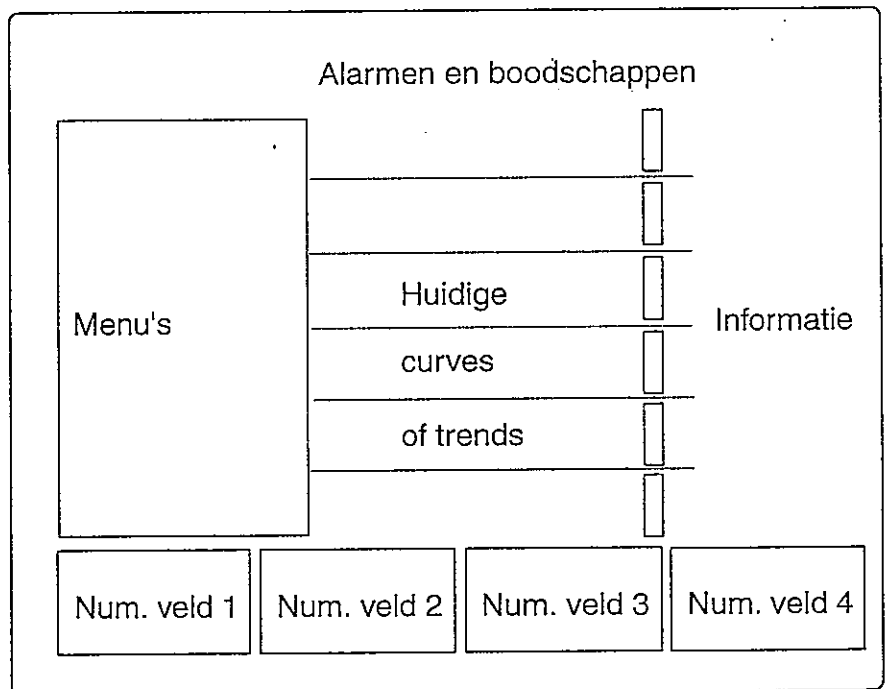 Alarmen en boodschappen
Menu's
Huidige
curves
of trends
Informatie
Num. veld 1
Num. veld 2
Num. veld 3
Num. veld 4